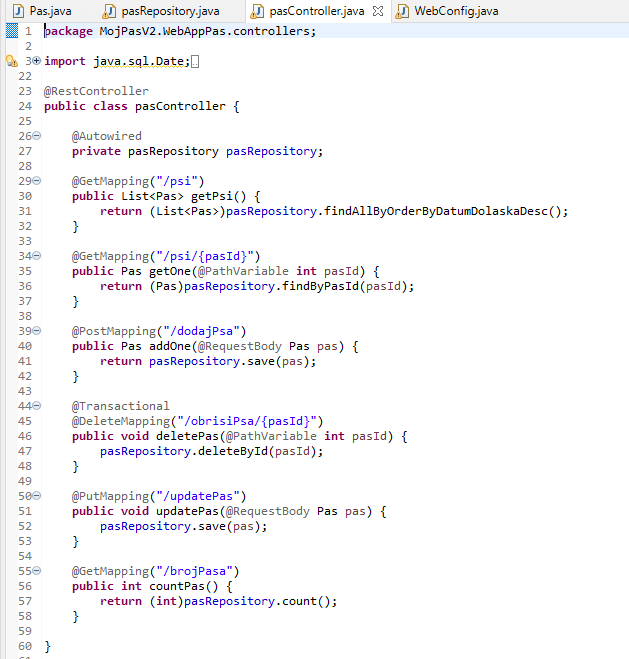 Pas.java pasRepository.java pasController.java WebConfig.java
1 package MojPasV2.WebAppPas.controllers;
2
3 import java.sql.Date;
22
23 @RestController
24 public class pasController {
25
26 @Autowired
27 private pasRepository pasRepository;
28
29 @GetMapping("/psi")
30 public List<Pas> getPsi() {
31 return (List<Pas>)pasRepository.findAllByOrderByDatumDolaskaDesc();
32 }
33
34 @GetMapping("/psi/{pasId}")
35 public Pas getOne(@PathVariable int pasId) {
36 return (Pas)pasRepository.findByPasId(pasId);
37 }
38
39 @PostMapping("/dodajPsa")
40 public Pas addOne(@RequestBody Pas pas) {
41 return pasRepository.save(pas);
42 }
43
44 @Transactional
45 @DeleteMapping("/obrisiPsa/{pasId}")
46 public void deletePas(@PathVariable int pasId) {
47 pasRepository.deleteById(pasId);
48 }
49
50 @PutMapping("/updatePas")
51 public void updatePas(@RequestBody Pas pas) {
52 pasRepository.save(pas);
53 }
54
55 @GetMapping("/brojPasa")
56 public int countPas() {
57 return (int)pasRepository.count();
58 }
59
60 }
61